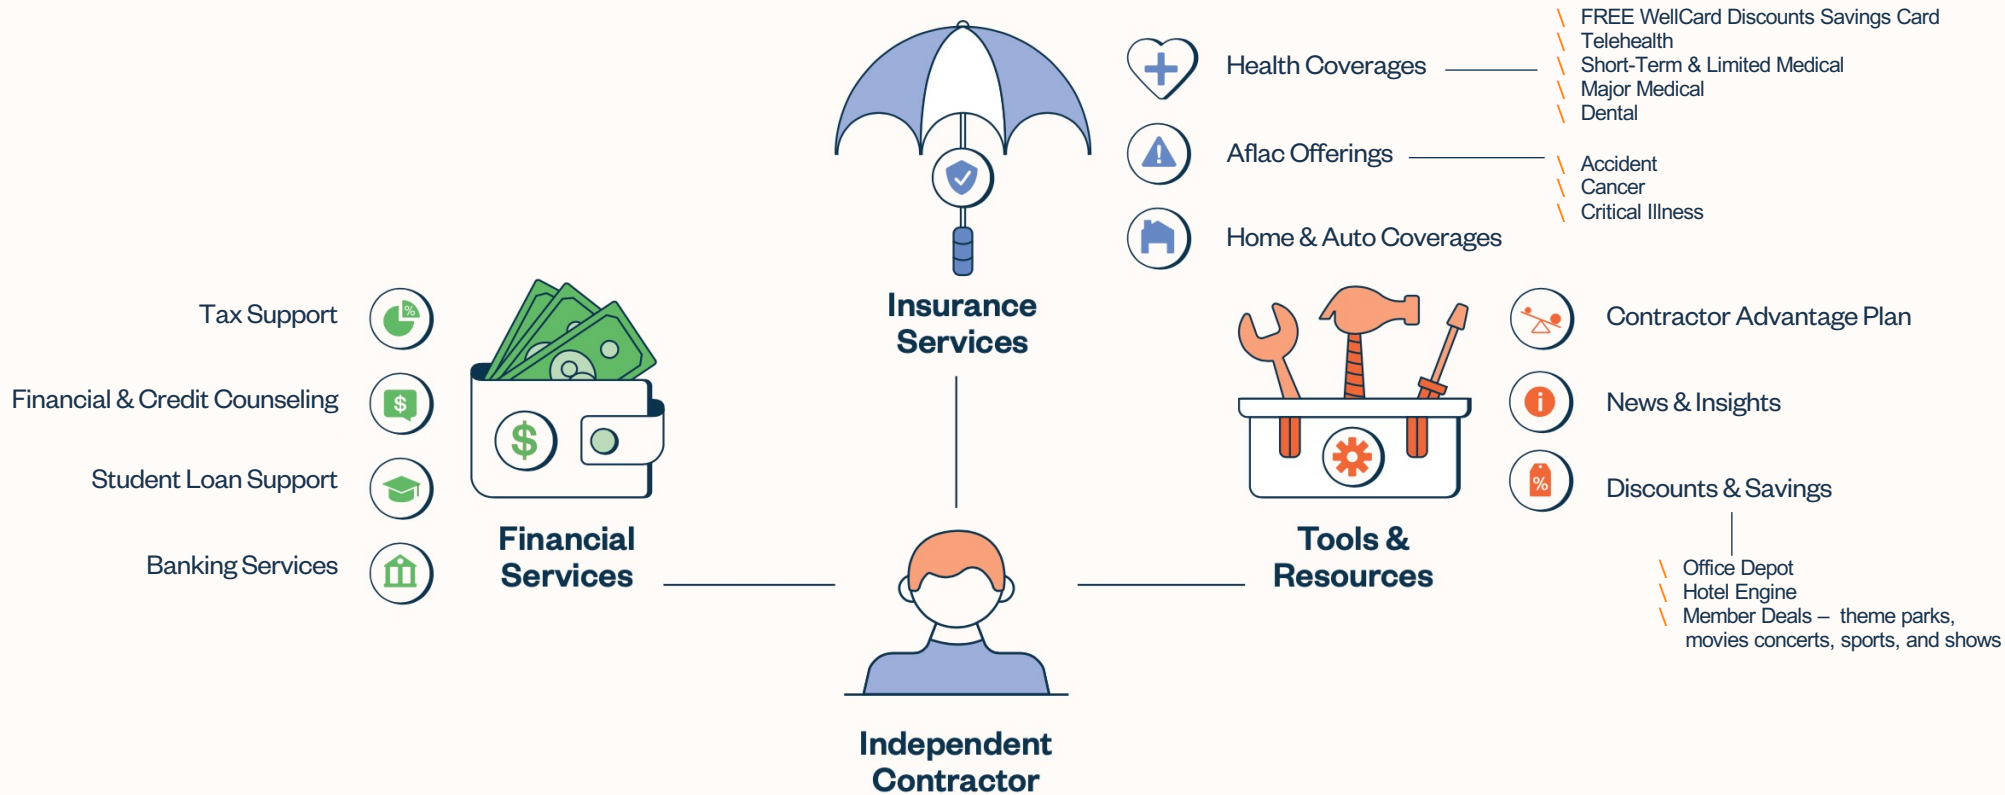 FREE WellCard Discounts Savings Card
Telehealth
Health Coverages
Short-Term & Limited Medical
Major Medical
Dental
Aflac Offerings
Accident
Cancer
Critical Illness
Home & Auto Coverages
Insurance
Services
Tax Support
Financial & Credit Counseling
Student Loan Support
Banking Services
%
$
$
Financial
Services
Contractor Advantage Plan
News & Insights
i
%
Discounts & Savings
Tools &
Resources
Office Depot
Hotel Engine
Member Deals – theme parks,
movies concerts, sports, and shows
Independent
Contractor